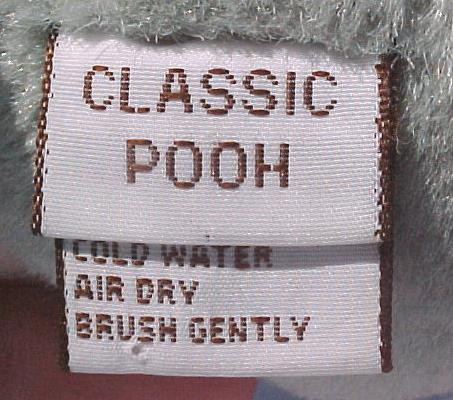 CLASSIC
POOH
COLD WATER
AIR DRY
BRUSH GENTLY